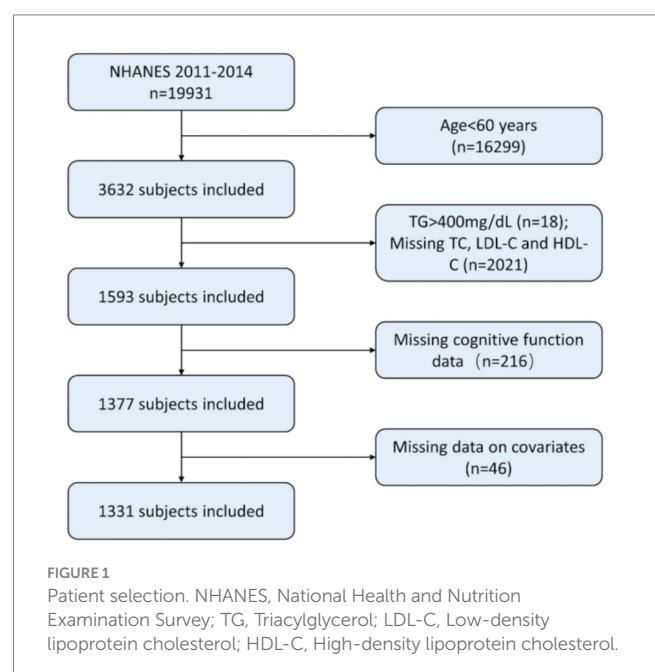 NHANES 2011-2014
n=19931
Age<60 years
(n=16299)
3632 subjects included
TG>400mg/dL (n=18);
Missing TC, LDL-C and HDL-
C (n=2021)
1593 subjects included
Missing cognitive function
data （n=216）
1377 subjects included
Missing data on covariates
(n=46)
1331 subjects included
FIGURE 1
Patient selection. NHANES, National Health and Nutrition
Examination Survey; TG, Triacylglycerol; LDL-C, Low-density
lipoprotein cholesterol; HDL-C, High-density lipoprotein cholesterol.